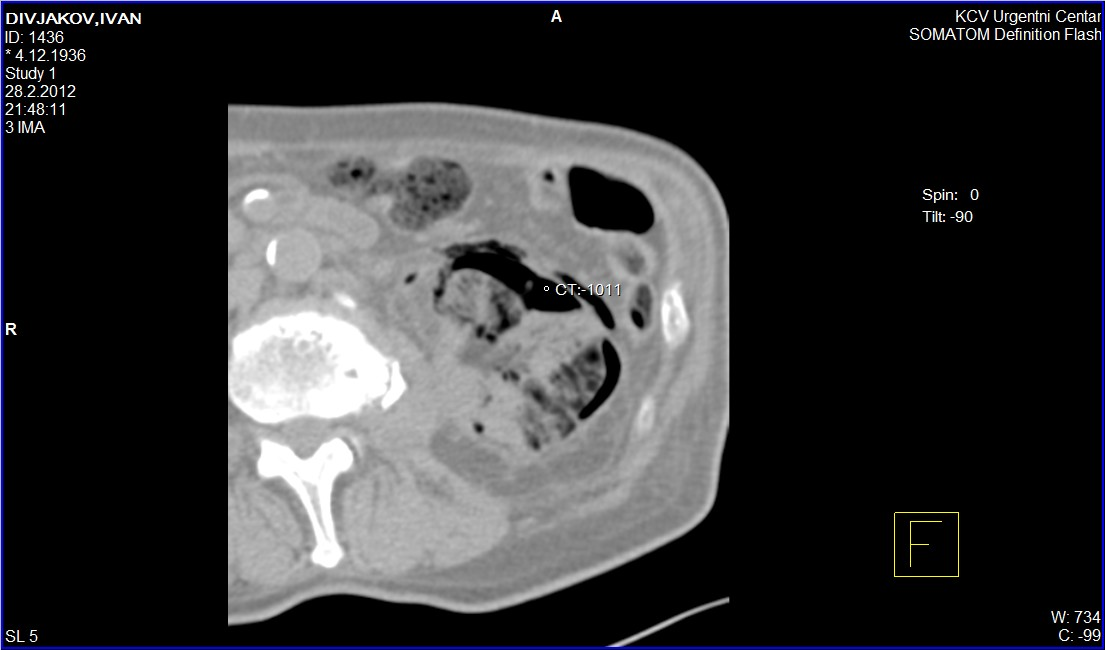 DIVJAKOV,IVAN
ID: 1436
* 4.12.1936
Study 1
28.2.2012
21:48:11
3 IMA
A
KCV Urgentni Centar
SOMATOM Definition Flash
Spin: 0
Tilt: -90
CT:-1011
R
F
SL 5
W: 734
C: -99